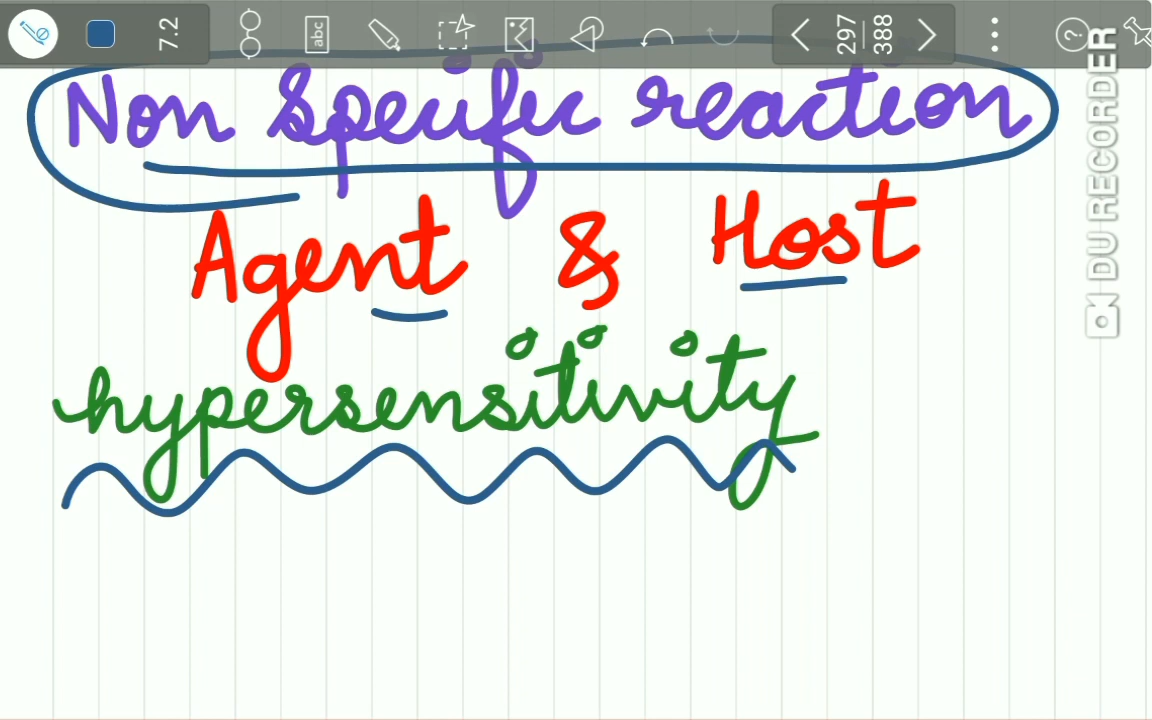 7.2
abc
297
388
?
Non Specific reaction
Agent & Host
hypersensitivity
DU RECORDER